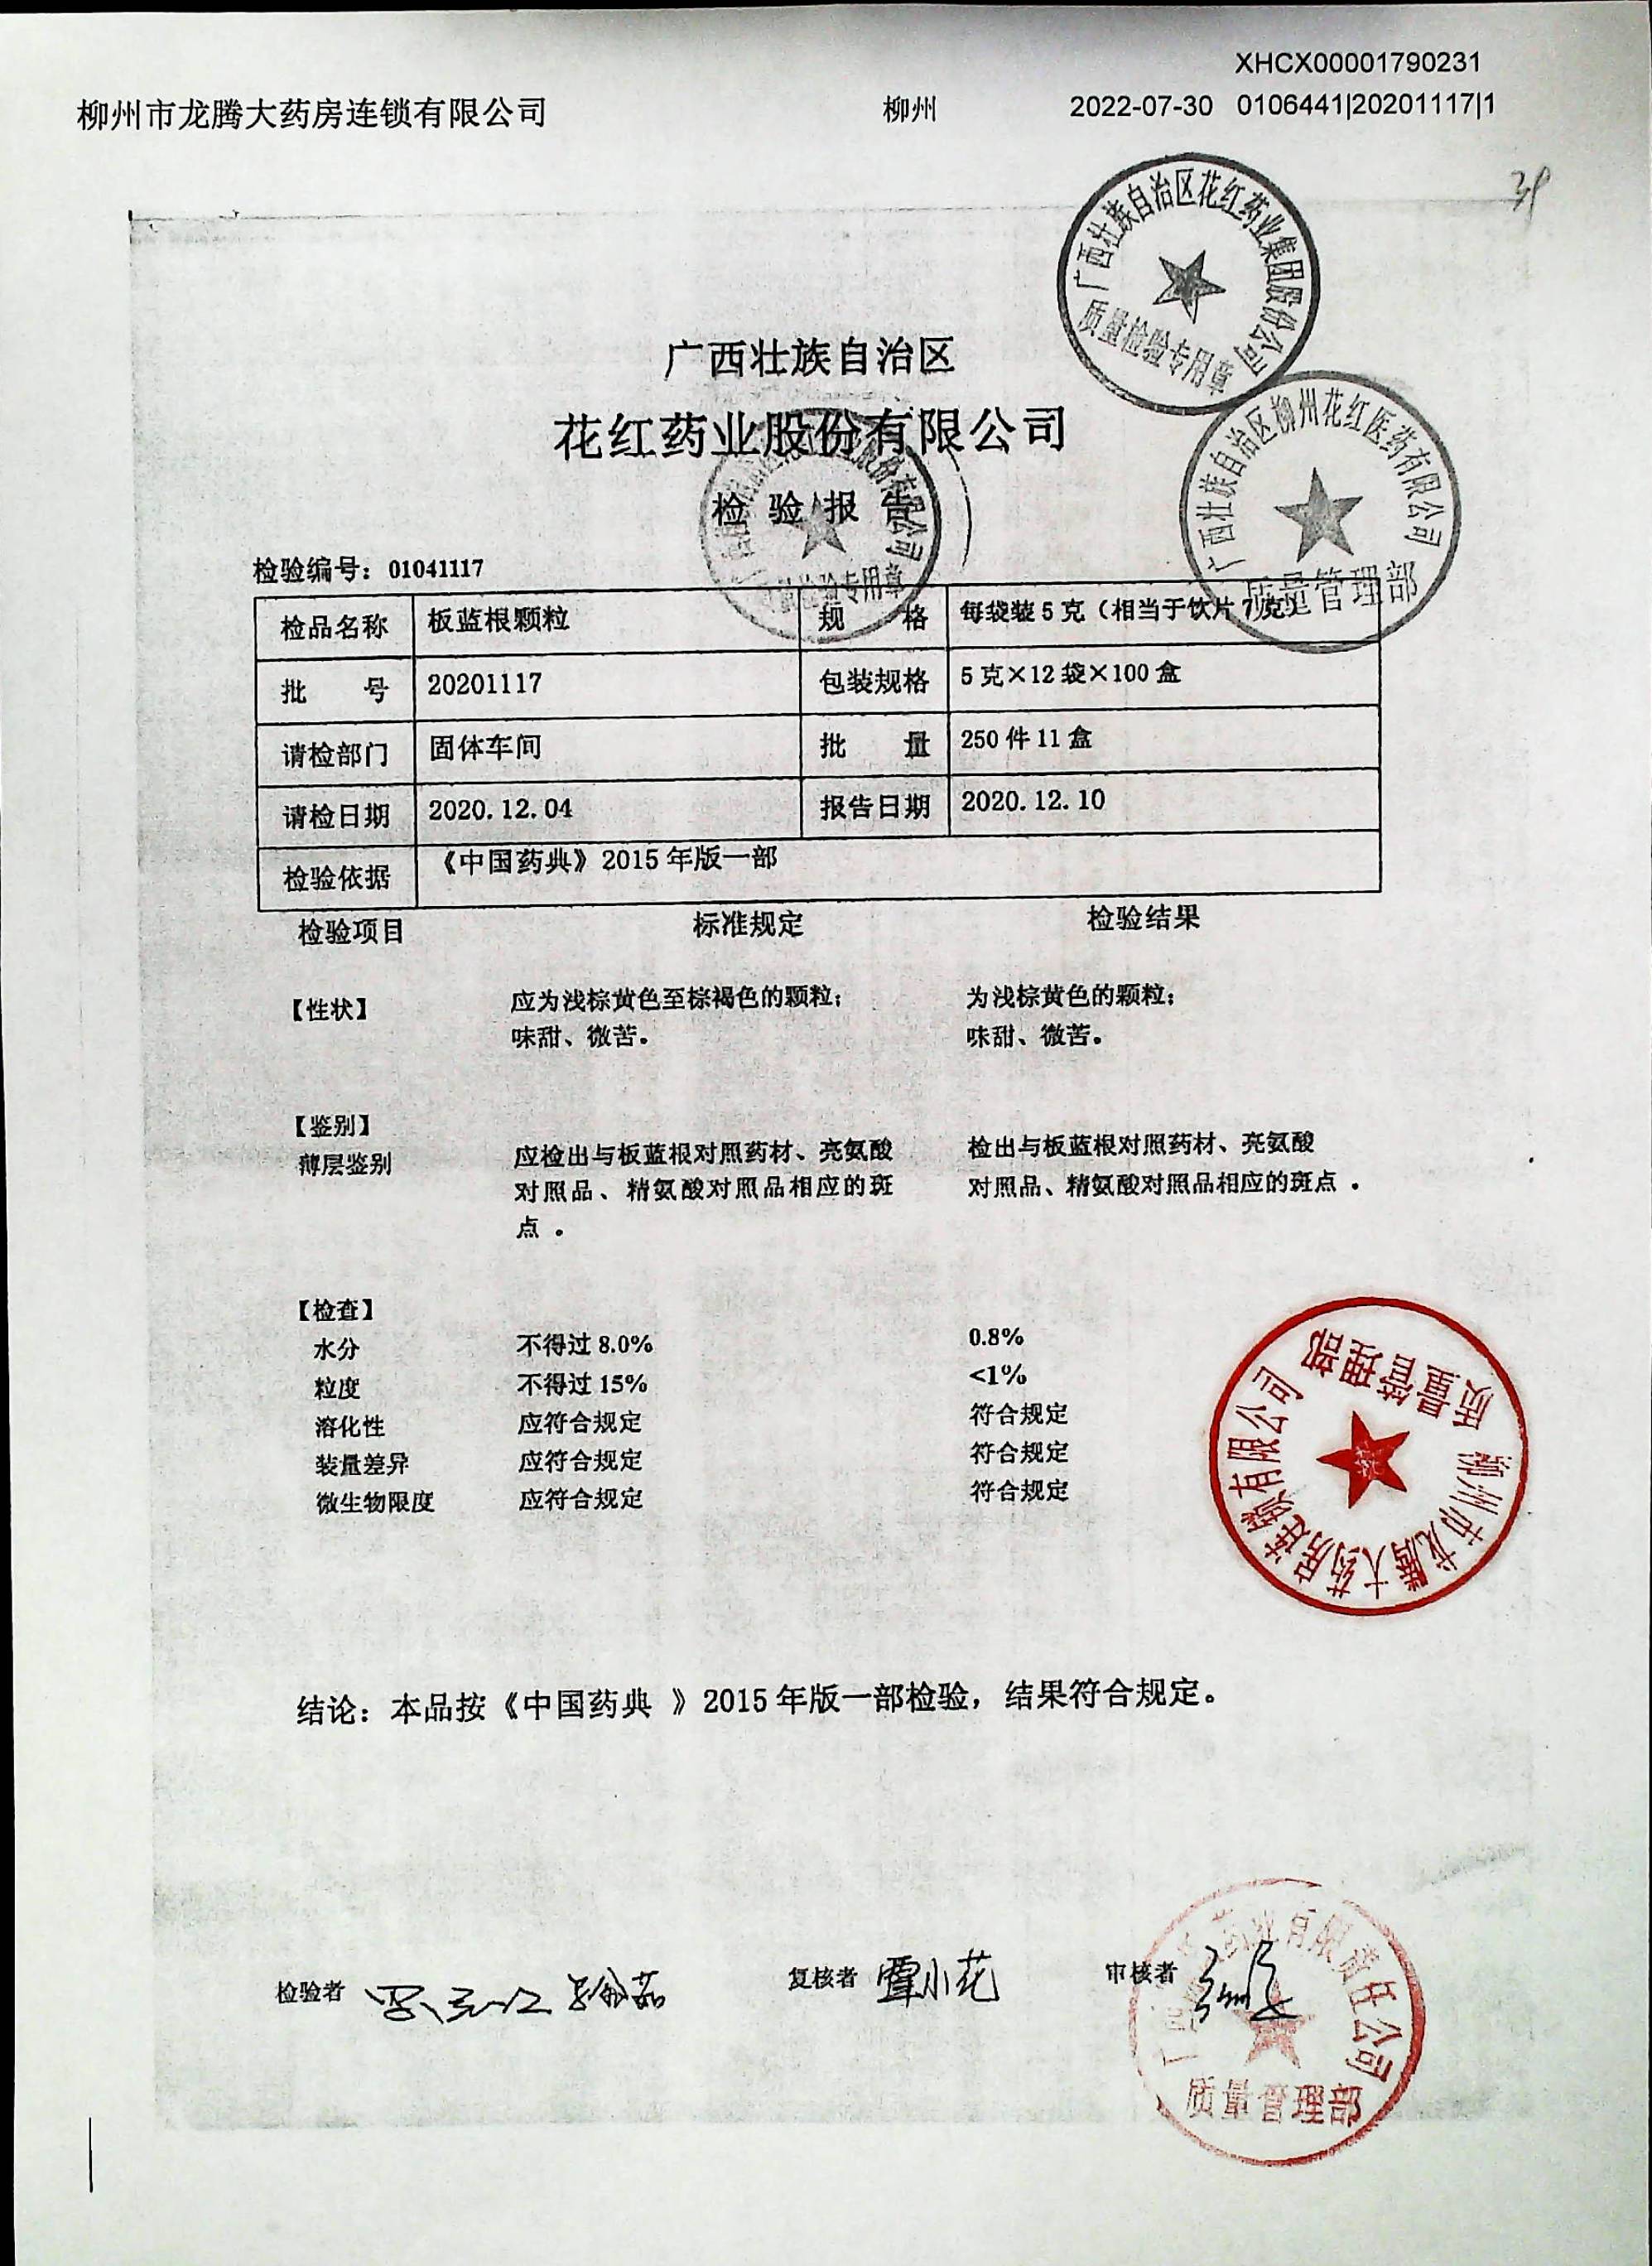 XHCX00001790231
柳州市龙腾大药房连锁有限公司 柳州 2022-07-30 0106441|20201117|1
广西壮族自治区花红药业集团股份公司
质量检验专用章
广西壮族自治区
花红药业股份有限公司
检验报告
广西壮族自治区柳州花红医药有限公司
质量管理部
股份有限公司
检验专用章
检验编号：01041117
检品名称 板蓝根颗粒 规格 每袋装5克（相当于饮片7克）
批号 20201117 包装规格 5克×12袋×100盒
请检部门 固体车间 批量 250件11盒
请检日期 2020.12.04 报告日期 2020.12.10
检验依据 《中国药典》2015年版一部
检验项目 标准规定 检验结果
【性状】 应为浅棕黄色至棕褐色的颗粒； 为浅棕黄色的颗粒；
味甜、微苦。 味甜、微苦。
【鉴别】
薄层鉴别 应检出与板蓝根对照药材、亮氨酸 检出与板蓝根对照药材、亮氨酸
对照品、精氨酸对照品相应的斑 对照品、精氨酸对照品相应的斑点。
点。
【检查】
水分 不得过8.0% 0.8%
粒度 不得过15% <1%
溶化性 应符合规定 符合规定
装量差异 应符合规定 符合规定
微生物限度 应符合规定 符合规定
柳州市龙腾大药房连锁有限公司
质量管理部
结论：本品按《中国药典 》2015年版一部检验，结果符合规定。
检验者 复核者 覃小花 审核者
药业有限责任公司
质量管理部